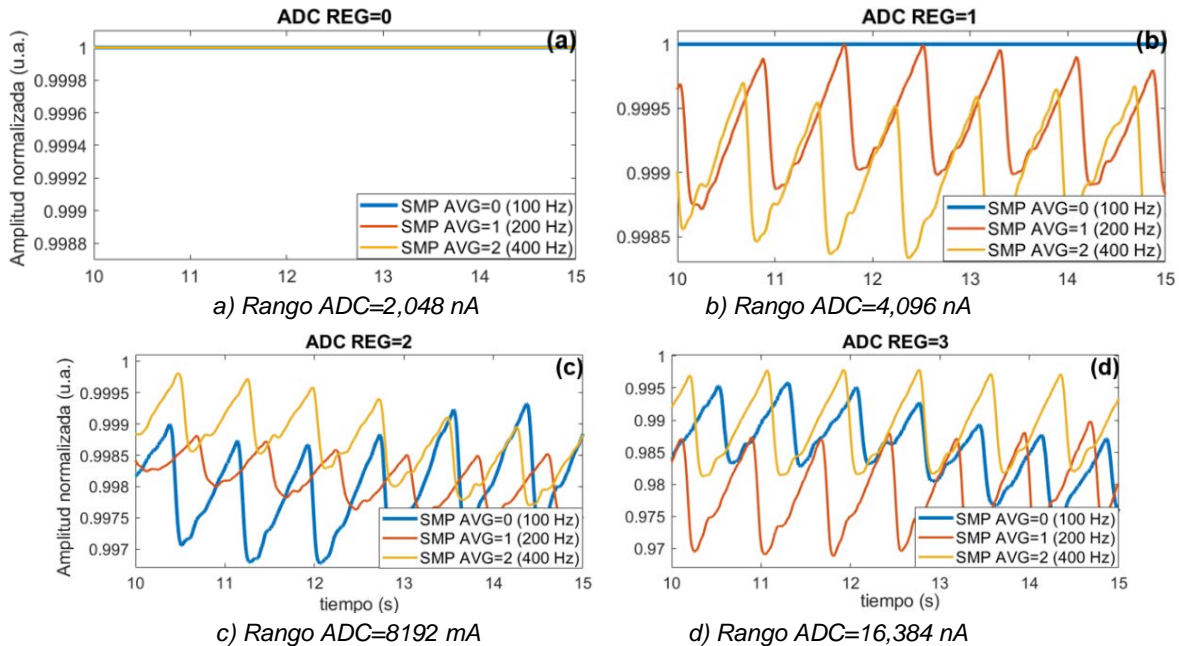 ADC REG=0
(a)
Amplitud normalizada (u.a.)
1
0.9998
0.9996
0.9994
0.9992
0.999
0.9988
SMP AVG=0 (100 Hz)
SMP AVG=1 (200 Hz)
SMP AVG=2 (400 Hz)
10 11 12 13 14 15
a) Rango ADC=2,048 nA
ADC REG=1
(b)
1
0.9995
0.999
0.9985
SMP AVG=0 (100 Hz)
SMP AVG=1 (200 Hz)
SMP AVG=2 (400 Hz)
10 11 12 13 14 15
b) Rango ADC=4,096 nA
ADC REG=2
(c)
Amplitud normalizada (u.a.)
1
0.9995
0.999
0.9985
0.998
0.9975
0.997
SMP AVG=0 (100 Hz)
SMP AVG=1 (200 Hz)
SMP AVG=2 (400 Hz)
10 11 12 13 14 15
tiempo (s)
c) Rango ADC=8192 mA
ADC REG=3
(d)
1
0.995
0.99
0.985
0.98
0.975
0.97
SMP AVG=0 (100 Hz)
SMP AVG=1 (200 Hz)
SMP AVG=2 (400 Hz)
10 11 12 13 14 15
tiempo (s)
d) Rango ADC=16,384 nA